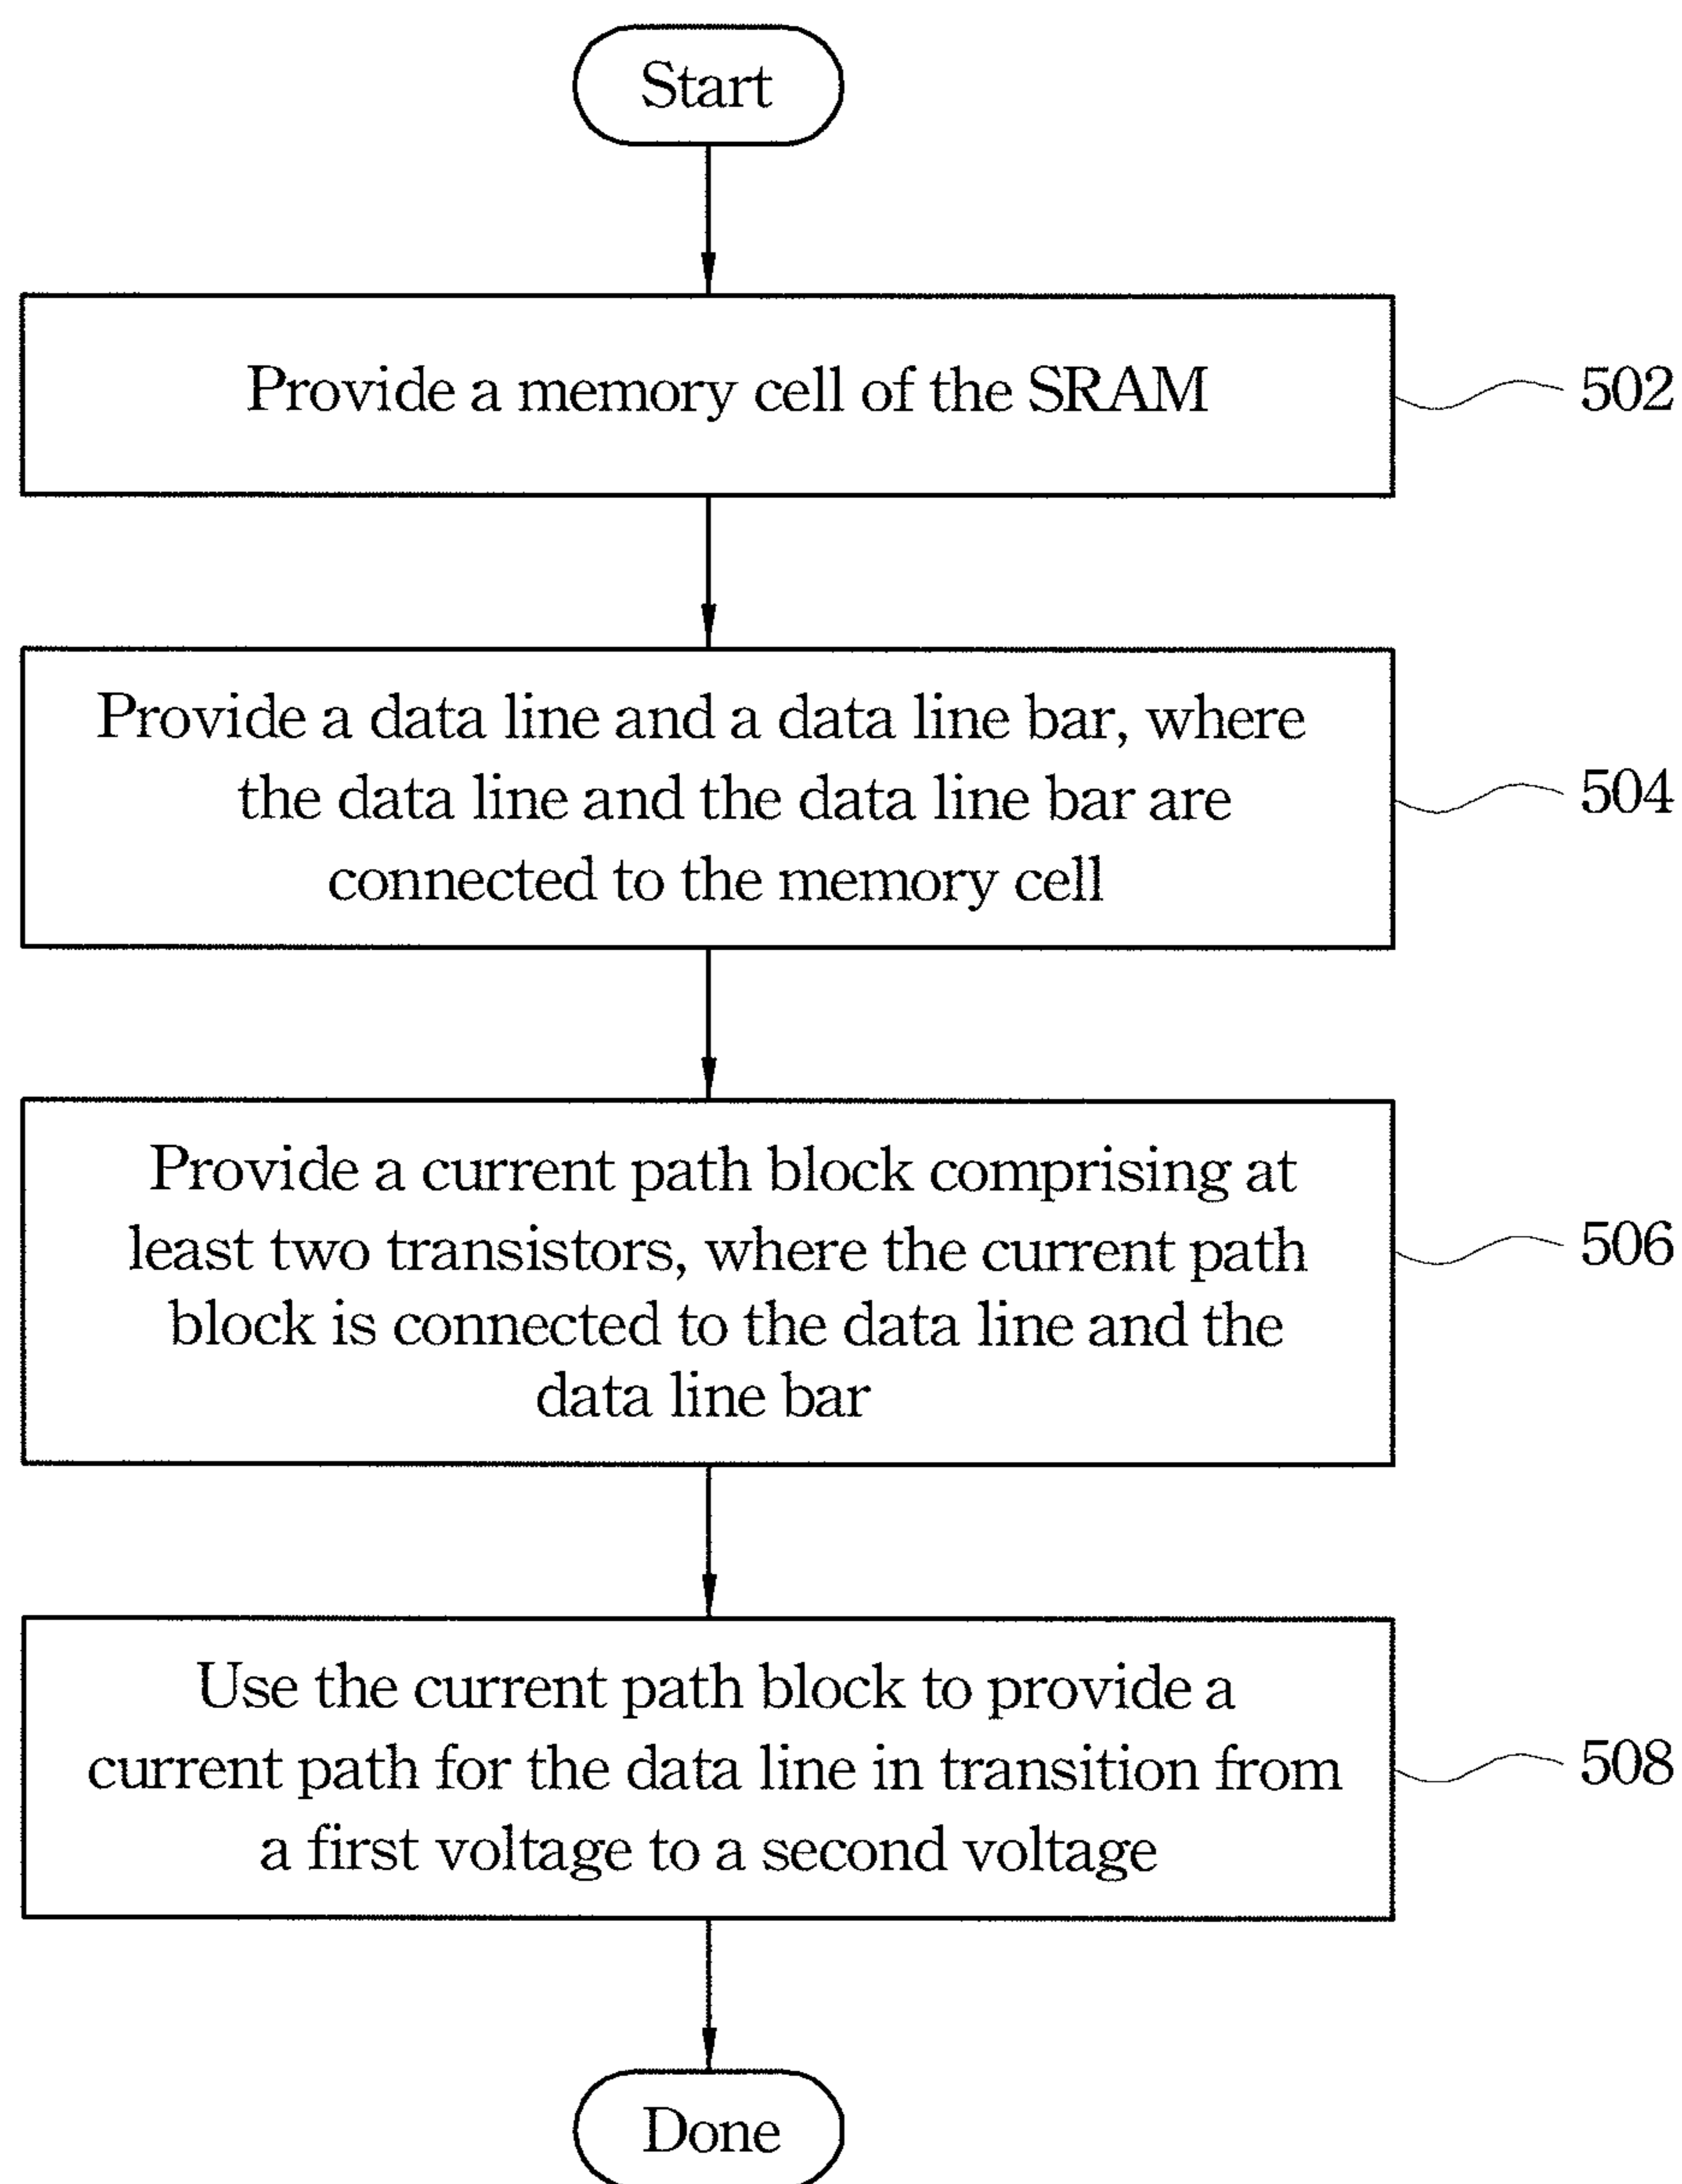 Start
Provide a memory cell of the SRAM
502
Provide a data line and a data line bar, where
the data line and the data line bar are
connected to the memory cell
504
Provide a current path block comprising at
least two transistors, where the current path
block is connected to the data line and the
data line bar
506
Use the current path block to provide a
current path for the data line in transition from
a first voltage to a second voltage
508
Done